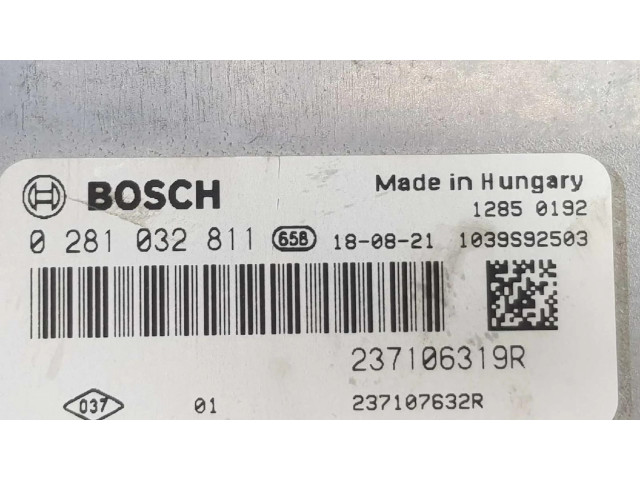 BOSCH Made in Hungary
1285 0192
0 281 032 811 658 18-08-21 1039S92503
237106319R
037 01 237107632R